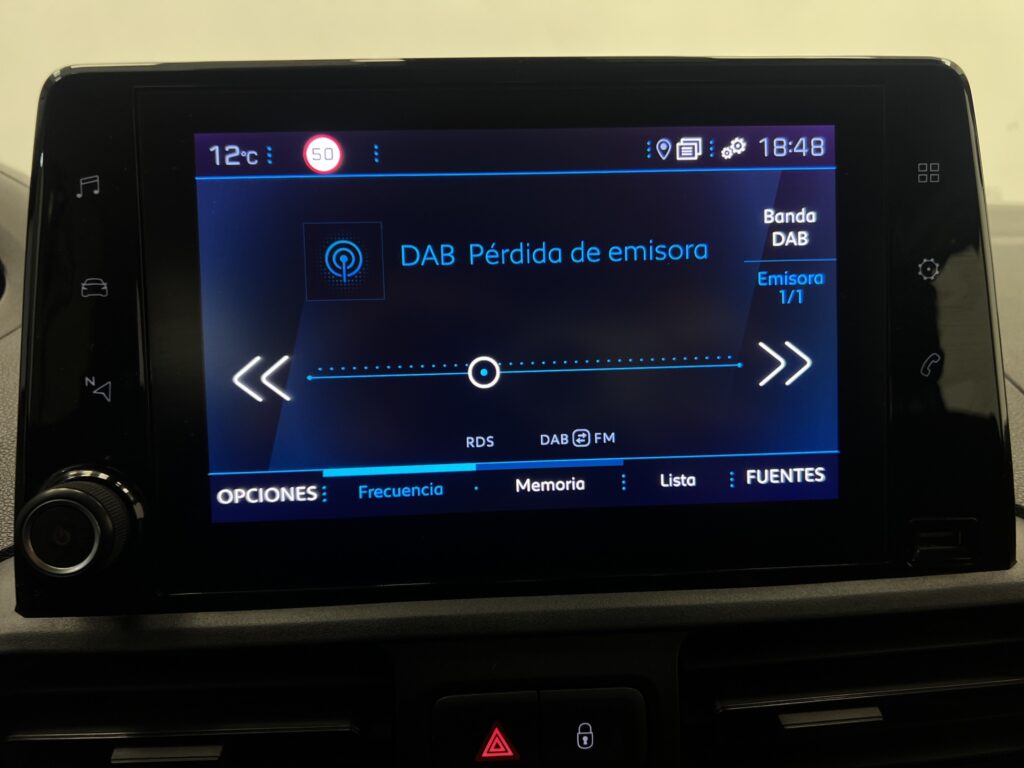 12°C 50 18:48
Banda
DAB
DAB Pérdida de emisora
Emisora
1/1
N
RDS DAB FM
OPCIONES Frecuencia Memoria Lista FUENTES